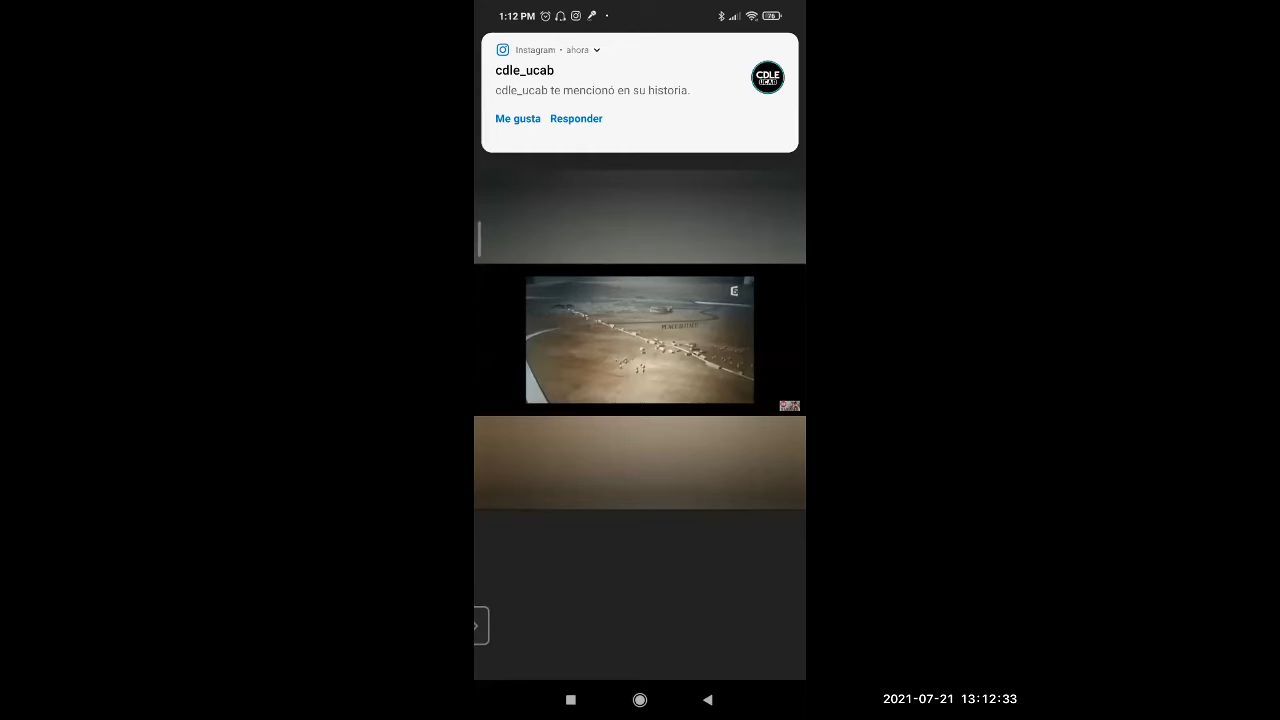 1:12 PM
76
Instagram • ahora
cdle_ucab
cdle_ucab te mencionó en su historia.
CDLE
UCAB
Me gusta Responder
2021-07-21 13:12:33